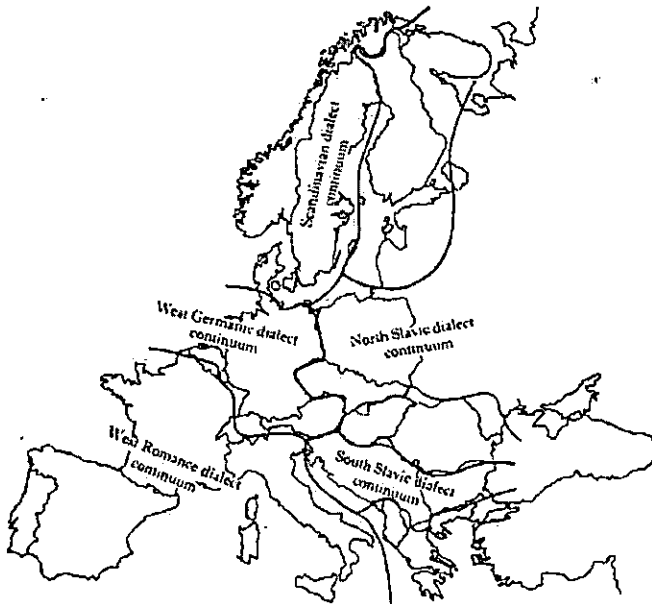 Scandinavian dialect
continuum
West Germanic dialect
continuum
North Slavic dialect
continuum
West Romance dialect
continuum
South Slavic dialect
continuum